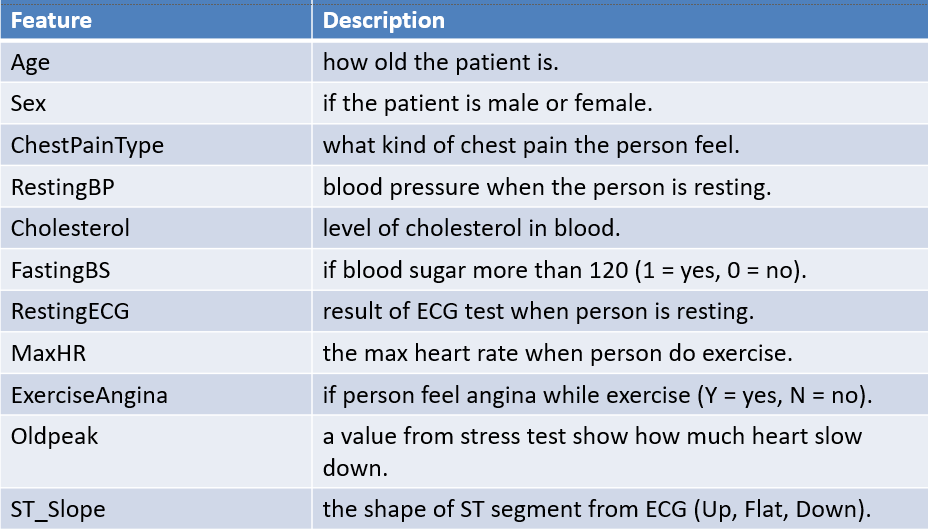 Feature Description
Age how old the patient is.
Sex if the patient is male or female.
ChestPainType what kind of chest pain the person feel.
RestingBP blood pressure when the person is resting.
Cholesterol level of cholesterol in blood.
FastingBS if blood sugar more than 120 (1 = yes, 0 = no).
RestingECG result of ECG test when person is resting.
MaxHR the max heart rate when person do exercise.
ExerciseAngina if person feel angina while exercise (Y = yes, N = no).
Oldpeak a value from stress test show how much heart slow
down.
ST_Slope the shape of ST segment from ECG (Up, Flat, Down).